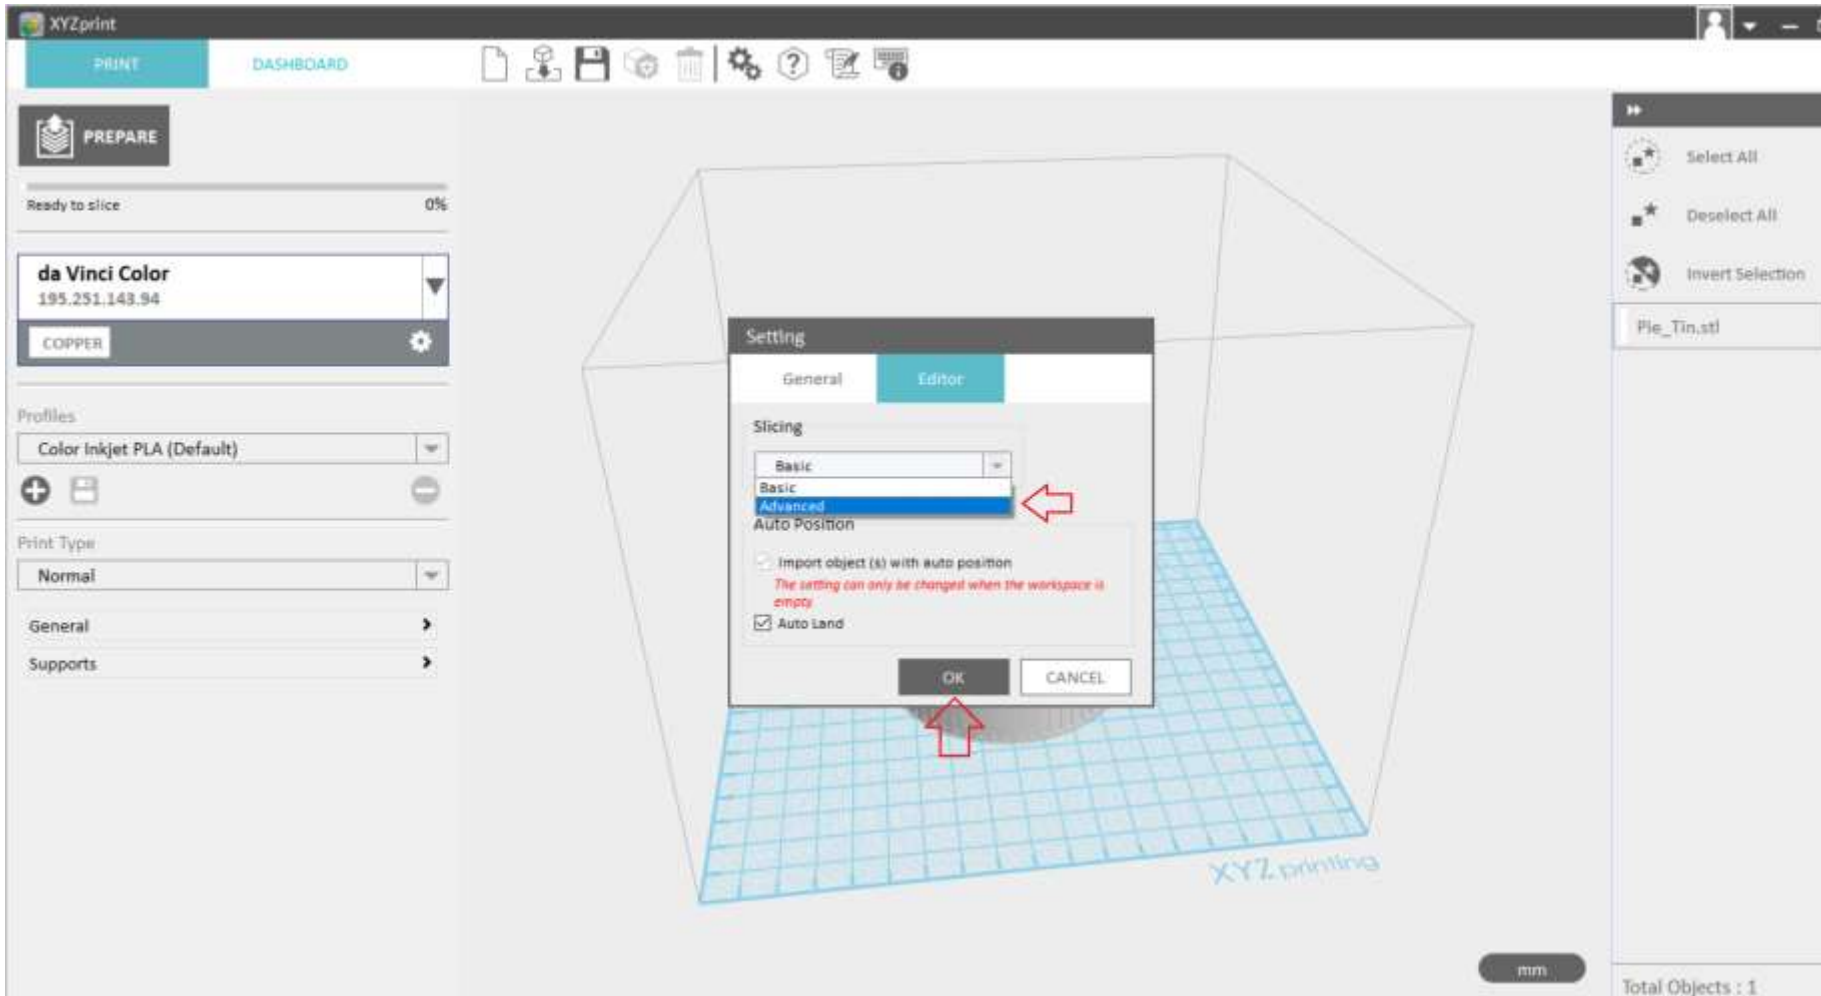 XYZprint
PRINT
DASHBOARD
PREPARE
Ready to slice
0%
da Vinci Color
195.251.143.94
COPPER
Profiles
Color Inkjet PLA (Default)
Print Type
Normal
General
Supports
Setting
General
Editor
Slicing
Basic
Basic
Advanced
Auto Position
Import object (s) with auto position
The setting can only be changed when the workspace is
empty
Auto Land
OK
CANCEL
XYZprinting
mm
Select All
Deselect All
Invert Selection
Pie_Tin.stl
Total Objects : 1